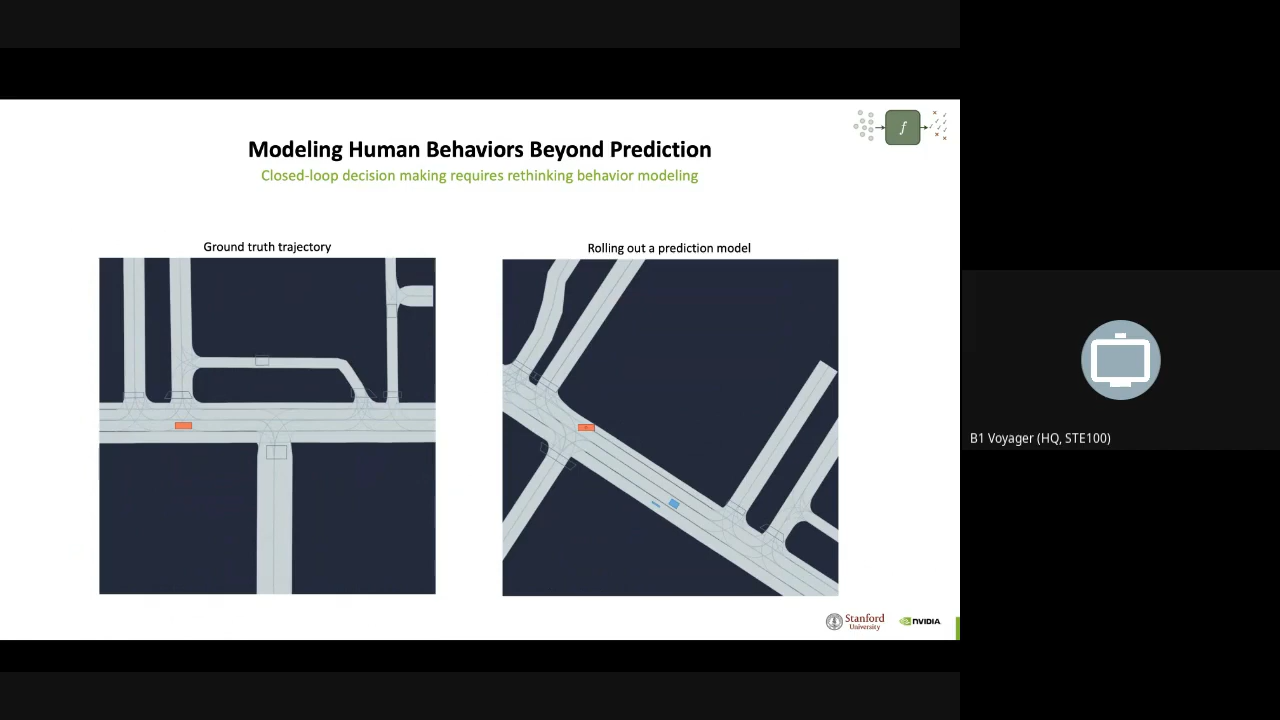 Modeling Human Behaviors Beyond Prediction
Closed-loop decision making requires rethinking behavior modeling
f
Ground truth trajectory
Rolling out a prediction model
B1 Voyager (HQ, STE100)
Stanford
University
NVIDIA